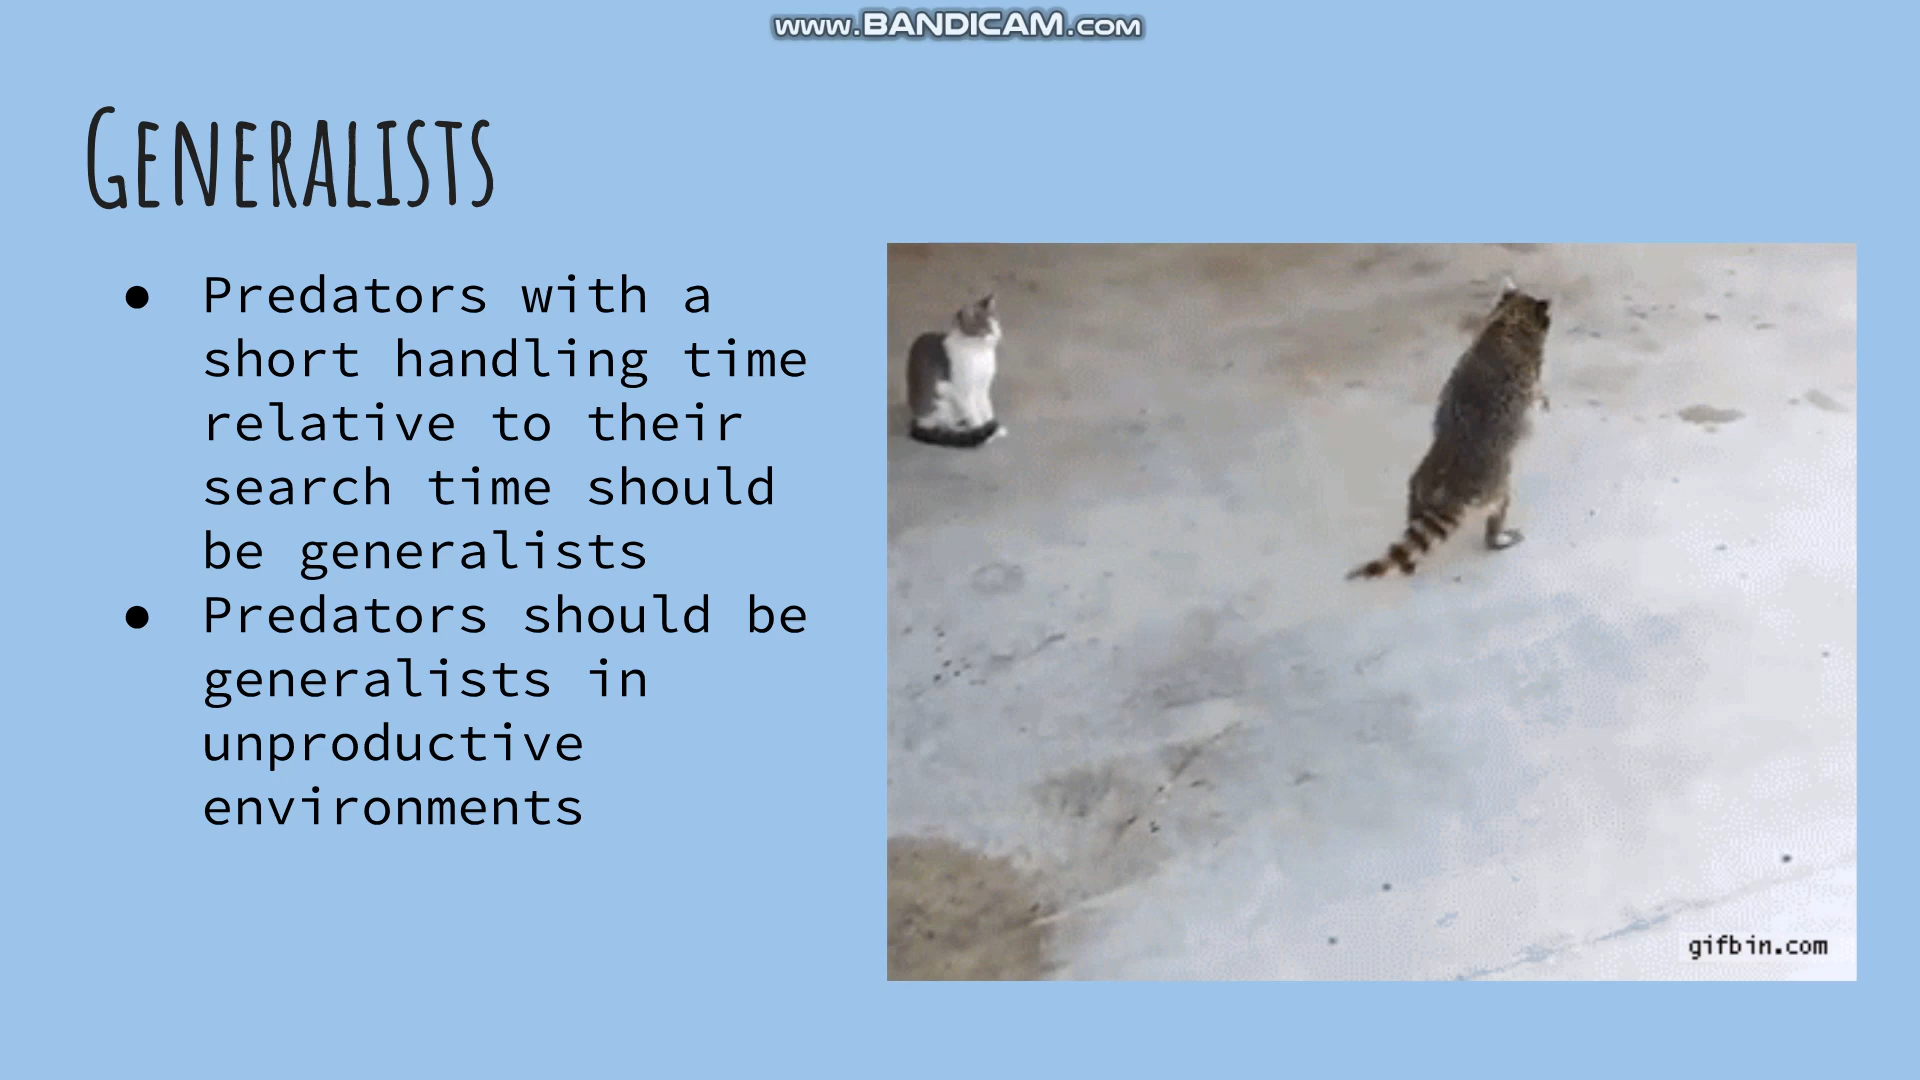 www.BANDICAM.com
Generalists
● Predators with a
short handling time
relative to their
search time should
be generalists
● Predators should be
generalists in
unproductive
environments
gifbin.com